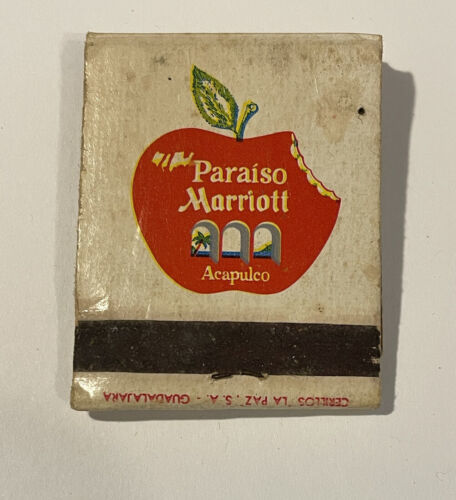 Paraíso
Marriott
Acapulco
CERILLOS "LA PAZ", S. A. - GUADALAJARA